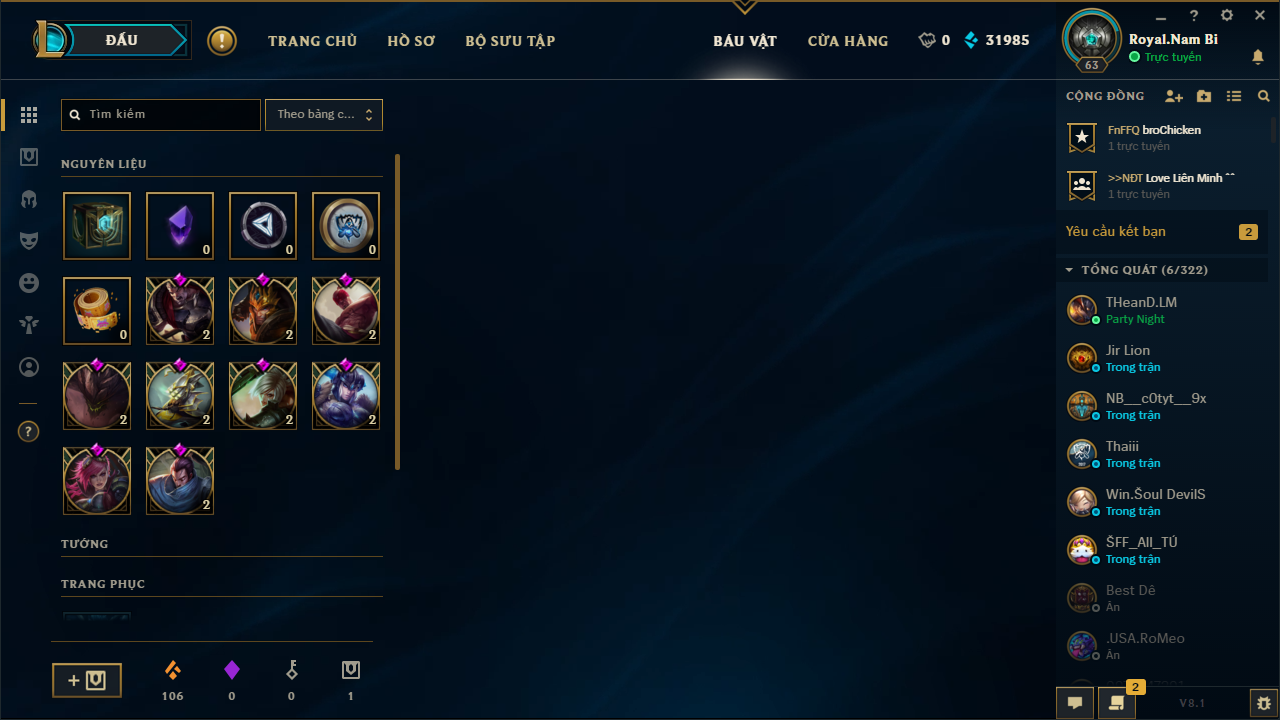 ĐẤU
!
TRANG CHỦ
HỒ SƠ
BỘ SƯU TẬP
BÁU VẬT
CỬA HÀNG
0
31985
63
Royal.Nam Bi
Trực tuyến
Tìm kiếm
Theo bảng c...
NGUYÊN LIỆU
0
0
0
0
2
2
2
2
2
2
2
2
TƯỚNG
TRANG PHỤC
106
0
0
1
?
CỘNG ĐỒNG
FnFFQ broChicken
1 trực tuyến
>>NĐT Love Liên Minh ^^
1 trực tuyến
Yêu cầu kết bạn
2
TỔNG QUÁT (6/322)
THeanD.LM
Party Night
Jir Lion
Trong trận
NB__c0tyt__9x
Trong trận
Thaiii
Trong trận
Win.Šoul DevilS
Trong trận
ŠFF_All_TÚ
Trong trận
Best Dê
Ẩn
.USA.RoMeo
Ẩn
2
V8.1